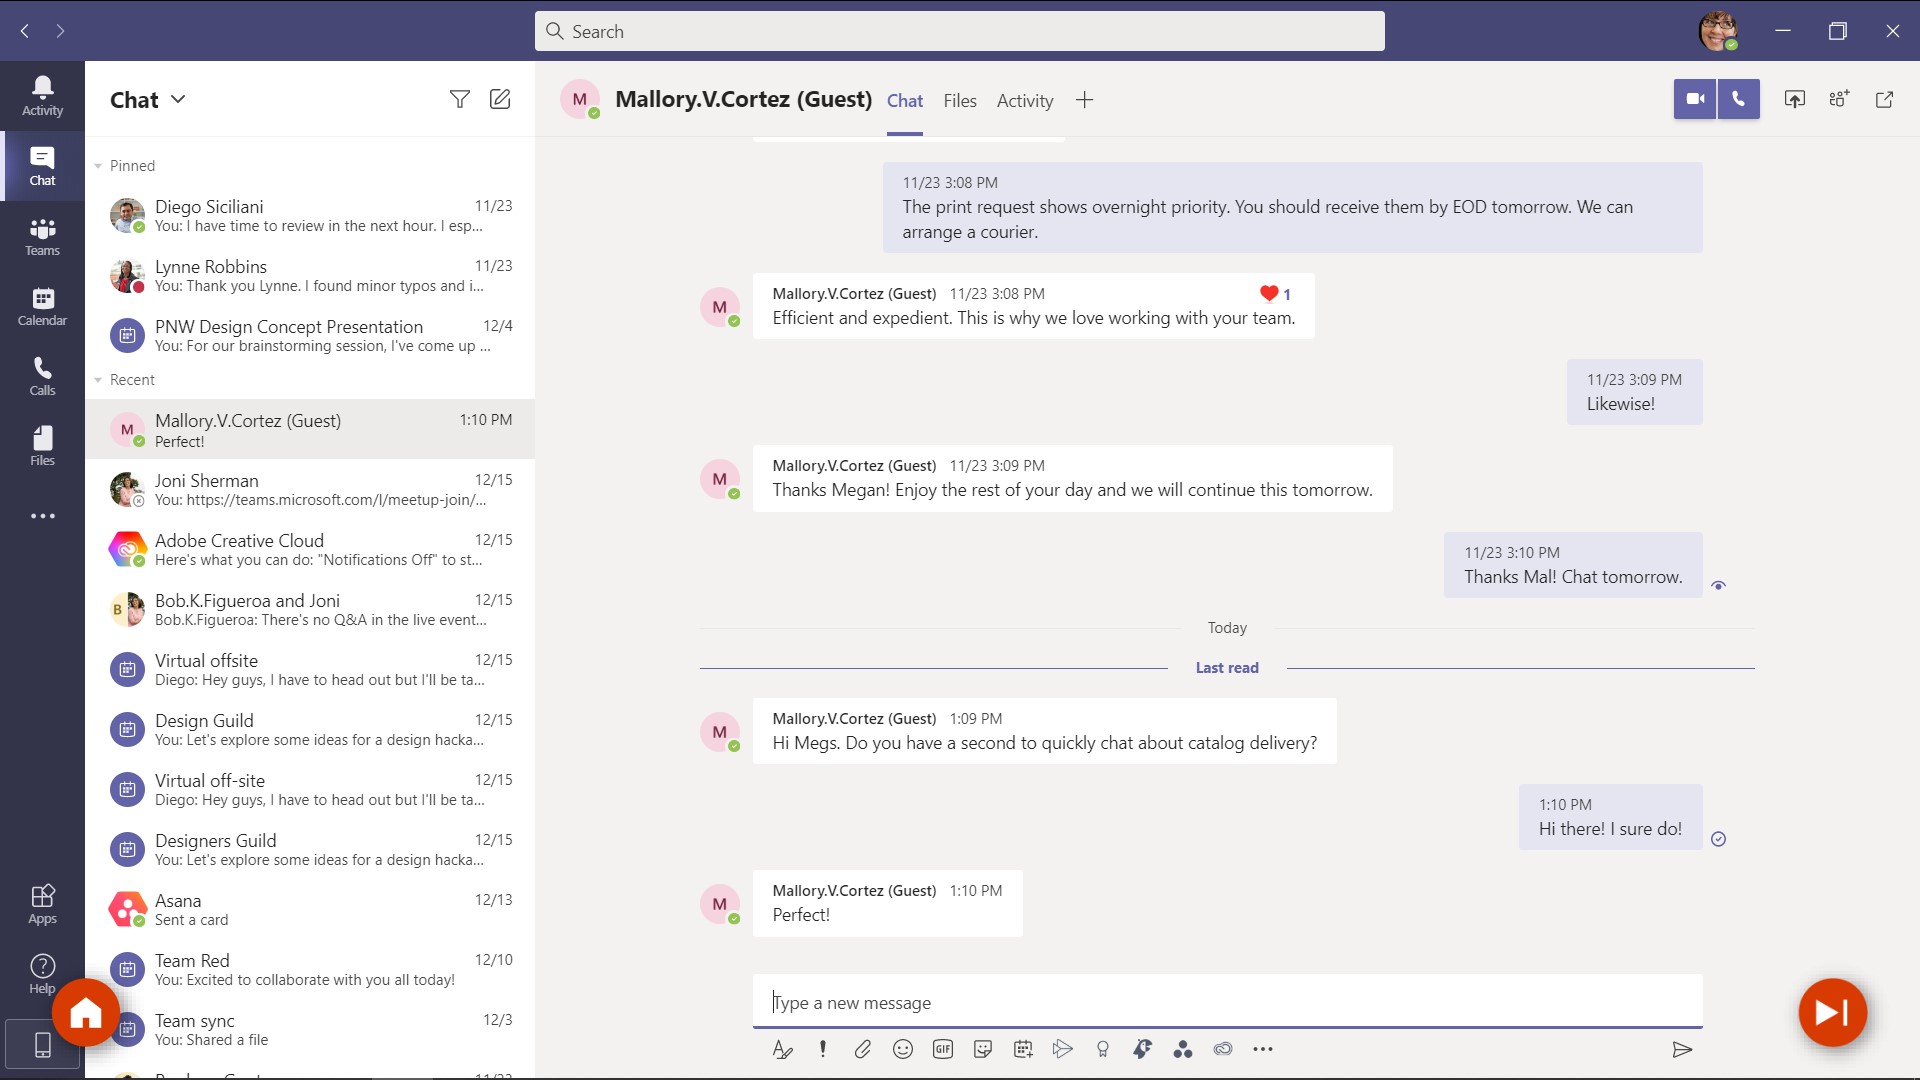 Search
Activity
Chat
Teams
Calendar
Calls
Files
Apps
Help
Chat
Pinned
Diego Siciliani 11/23
You: I have time to review in the next hour. I esp...
Lynne Robbins 11/23
You: Thank you Lynne. I found minor typos and i...
PNW Design Concept Presentation 12/4
You: For our brainstorming session, I've come up ...
Recent
Mallory.V.Cortez (Guest) 1:10 PM
M
Perfect!
Joni Sherman 12/15
You: https://teams.microsoft.com/l/meetup-join/...
Adobe Creative Cloud 12/15
Here's what you can do: "Notifications Off" to st...
Bob.K.Figueroa and Joni 12/15
B
Bob.K.Figueroa: There's no Q&A in the live event...
Virtual offsite 12/15
Diego: Hey guys, I have to head out but I'll be ta...
Design Guild 12/15
You: Let's explore some ideas for a design hacka...
Virtual off-site 12/15
Diego: Hey guys, I have to head out but I'll be ta...
Designers Guild 12/15
You: Let's explore some ideas for a design hacka...
Asana 12/13
Sent a card
Team Red 12/10
You: Excited to collaborate with you all today!
Team sync 12/3
You: Shared a file
M Mallory.V.Cortez (Guest) Chat Files Activity
11/23 3:08 PM
The print request shows overnight priority. You should receive them by EOD tomorrow. We can
arrange a courier.
M
Mallory.V.Cortez (Guest) 11/23 3:08 PM 1
Efficient and expedient. This is why we love working with your team.
11/23 3:09 PM
Likewise!
M
Mallory.V.Cortez (Guest) 11/23 3:09 PM
Thanks Megan! Enjoy the rest of your day and we will continue this tomorrow.
11/23 3:10 PM
Thanks Mal! Chat tomorrow.
Today
Last read
M
Mallory.V.Cortez (Guest) 1:09 PM
Hi Megs. Do you have a second to quickly chat about catalog delivery?
1:10 PM
Hi there! I sure do!
M
Mallory.V.Cortez (Guest) 1:10 PM
Perfect!
Type a new message
GIF